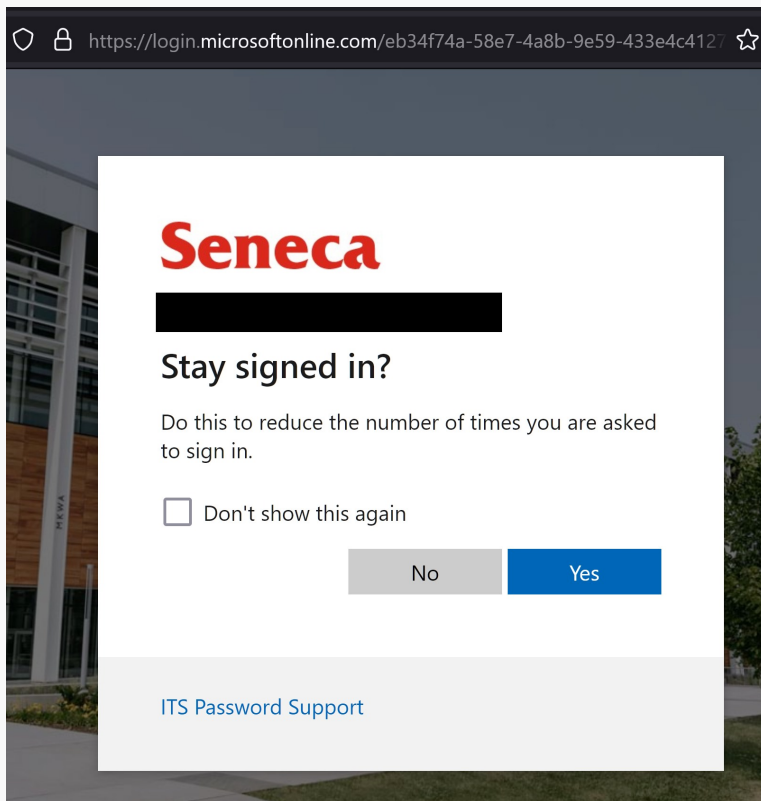 https://login.microsoftonline.com/eb34f74a-58e7-4a8b-9e59-433e4c4127
Seneca
Stay signed in?
Do this to reduce the number of times you are asked
to sign in.
Don't show this again
No
Yes
MKWA
ITS Password Support